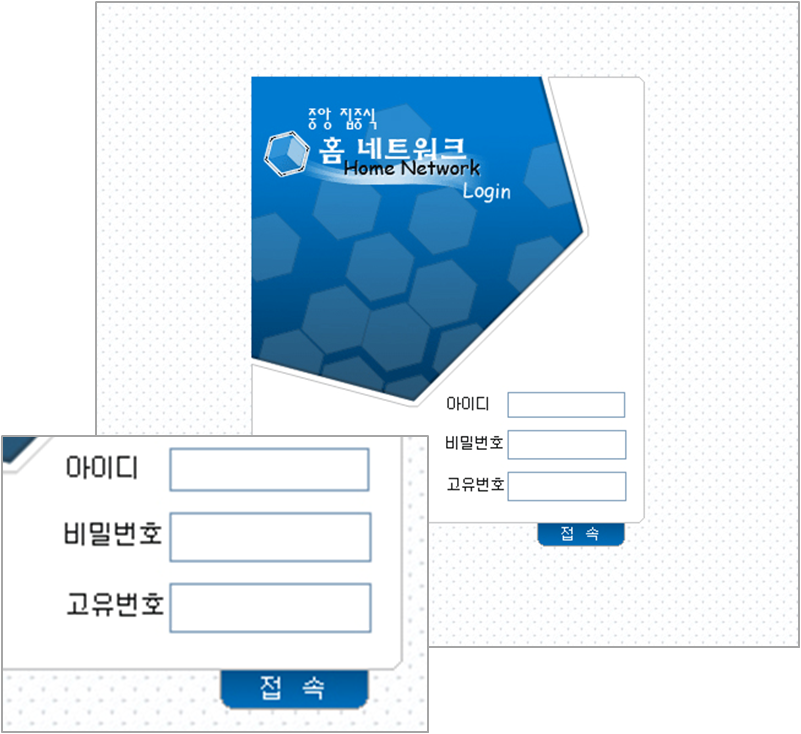 중앙 집중식
홈 네트워크
Home Network
Login
아이디
비밀번호
고유번호
접 속
아이디
비밀번호
고유번호
접 속